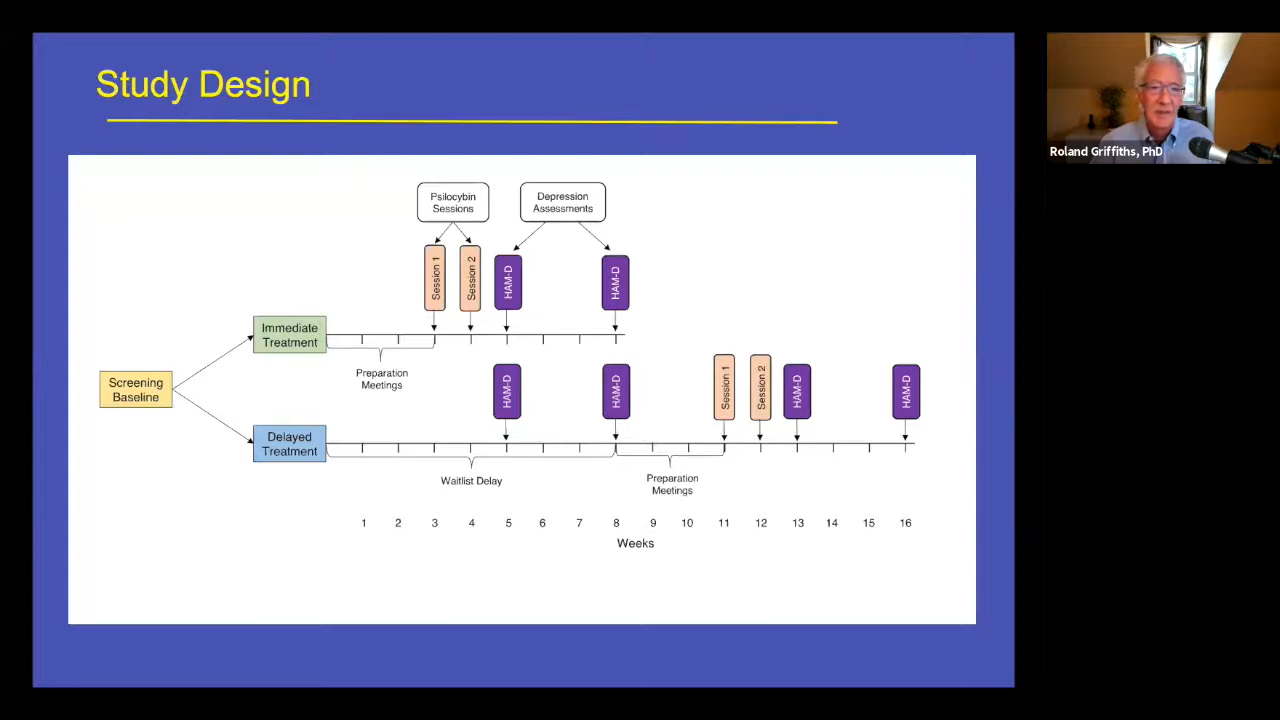 Study Design
Roland Griffiths, PhD
Psilocybin
Sessions
Depression
Assessments
Session 1
Session 2
HAM-D
HAM-D
Immediate
Treatment
Preparation
Meetings
Screening
Baseline
HAM-D
HAM-D
Session 1
Session 2
HAM-D
HAM-D
Delayed
Treatment
Waitlist Delay
Preparation
Meetings
1 2 3 4 5 6 7 8 9 10 11 12 13 14 15 16
Weeks